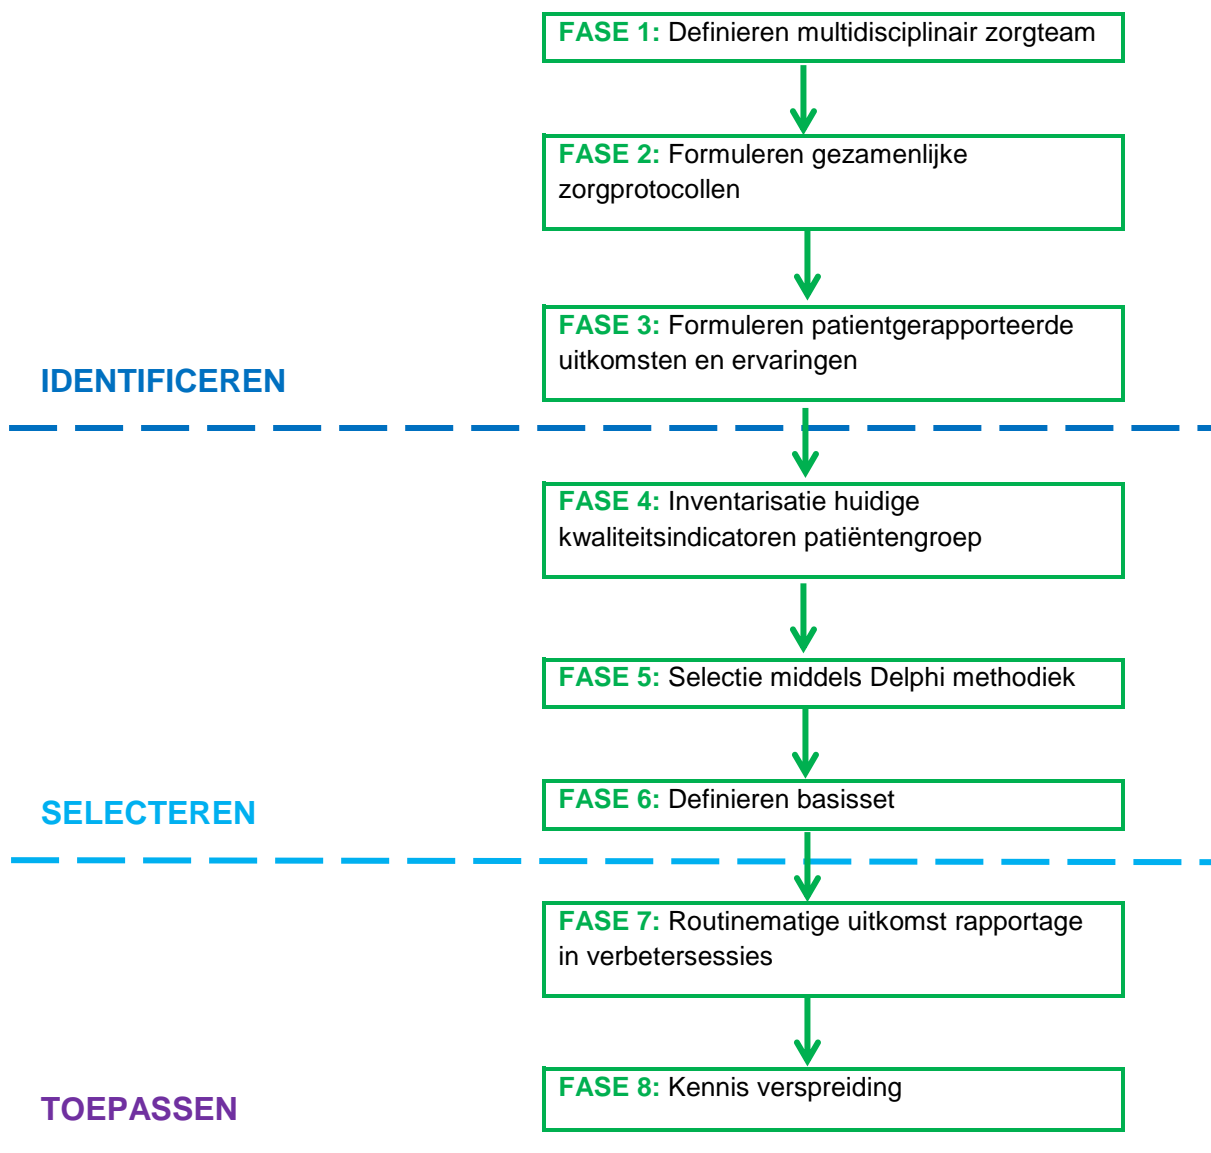 FASE 1: Definieren multidisciplinair zorgteam
FASE 2: Formuleren gezamenlijke
zorgprotocollen
FASE 3: Formuleren patientgerapporteerde
uitkomsten en ervaringen
IDENTIFICEREN
FASE 4: Inventarisatie huidige
kwaliteitsindicatoren patiëntengroep
FASE 5: Selectie middels Delphi methodiek
FASE 6: Definieren basisset
SELECTEREN
FASE 7: Routinematige uitkomst rapportage
in verbetersessies
FASE 8: Kennis verspreiding
TOEPASSEN